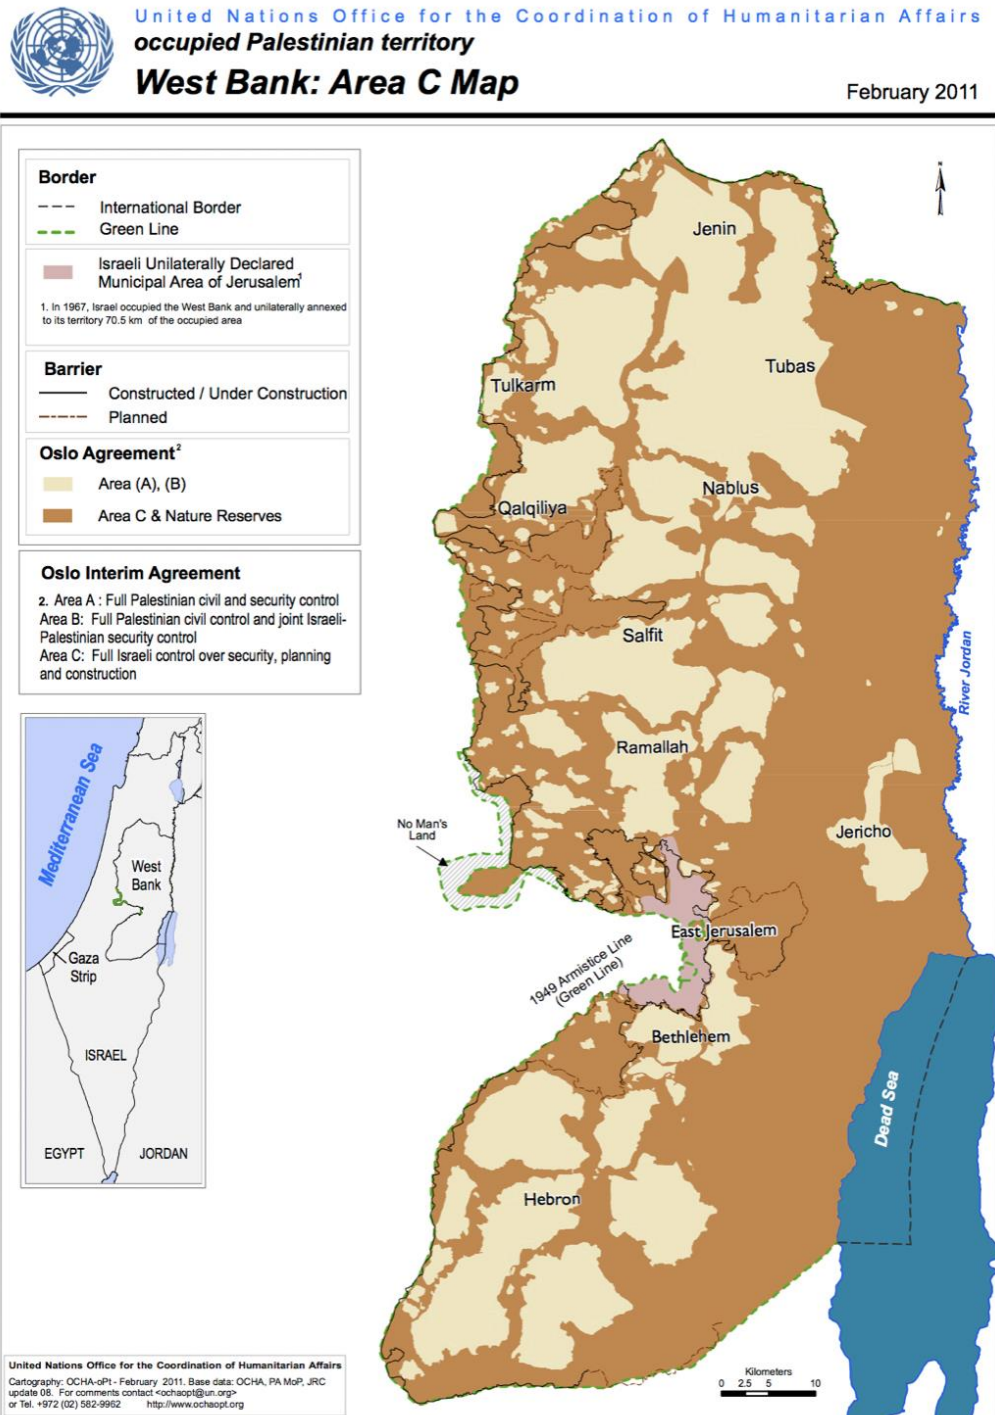 United Nations Office for the Coordination of Humanitarian Affairs
occupied Palestinian territory
West Bank: Area C Map
February 2011
Border
International Border
Green Line
Israeli Unilaterally Declared
Municipal Area of Jerusalem1
1. In 1967, Israel occupied the West Bank and unilaterally annexed
to its territory 70.5 km of the occupied area
Barrier
Constructed / Under Construction
Planned
Oslo Agreement2
Area (A), (B)
Area C & Nature Reserves
Oslo Interim Agreement
2. Area A : Full Palestinian civil and security control
Area B: Full Palestinian civil control and joint Israeli-
Palestinian security control
Area C: Full Israeli control over security, planning
and construction
Mediterranean Sea
West
Bank
Gaza
Strip
ISRAEL
EGYPT
JORDAN
N
Jenin
Tubas
Tulkarm
Nablus
Qalqiliya
Salfit
River Jordan
Ramallah
No Man's
Land
Jericho
East Jerusalem
1949 Armistice Line
(Green Line)
Bethlehem
Dead Sea
Hebron
Kilometers
0 2.5 5 10
United Nations Office for the Coordination of Humanitarian Affairs
Cartography: OCHA-oPt - February 2011. Base data: OCHA, PA MoP, JRC
update 08. For comments contact <ochaopt@un.org>
or Tel. +972 (02) 582-9962 http://www.ochaopt.org